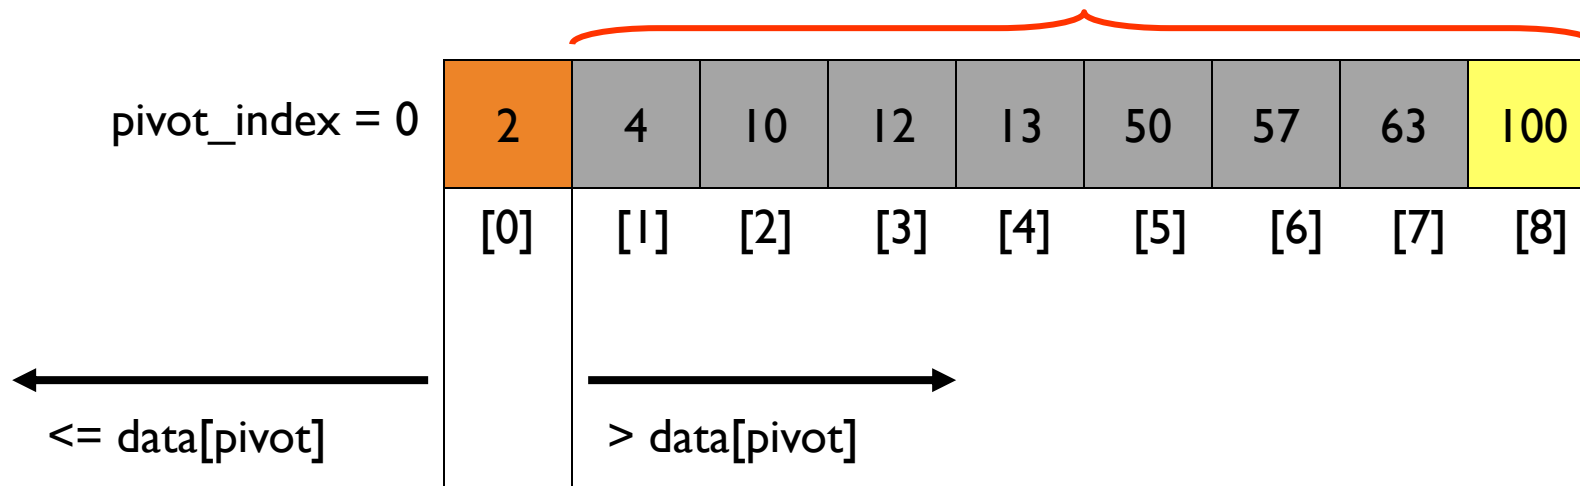 pivot_index = 0 2 4 10 12 13 50 57 63 100
[0] [1] [2] [3] [4] [5] [6] [7] [8]
<= data[pivot] > data[pivot]